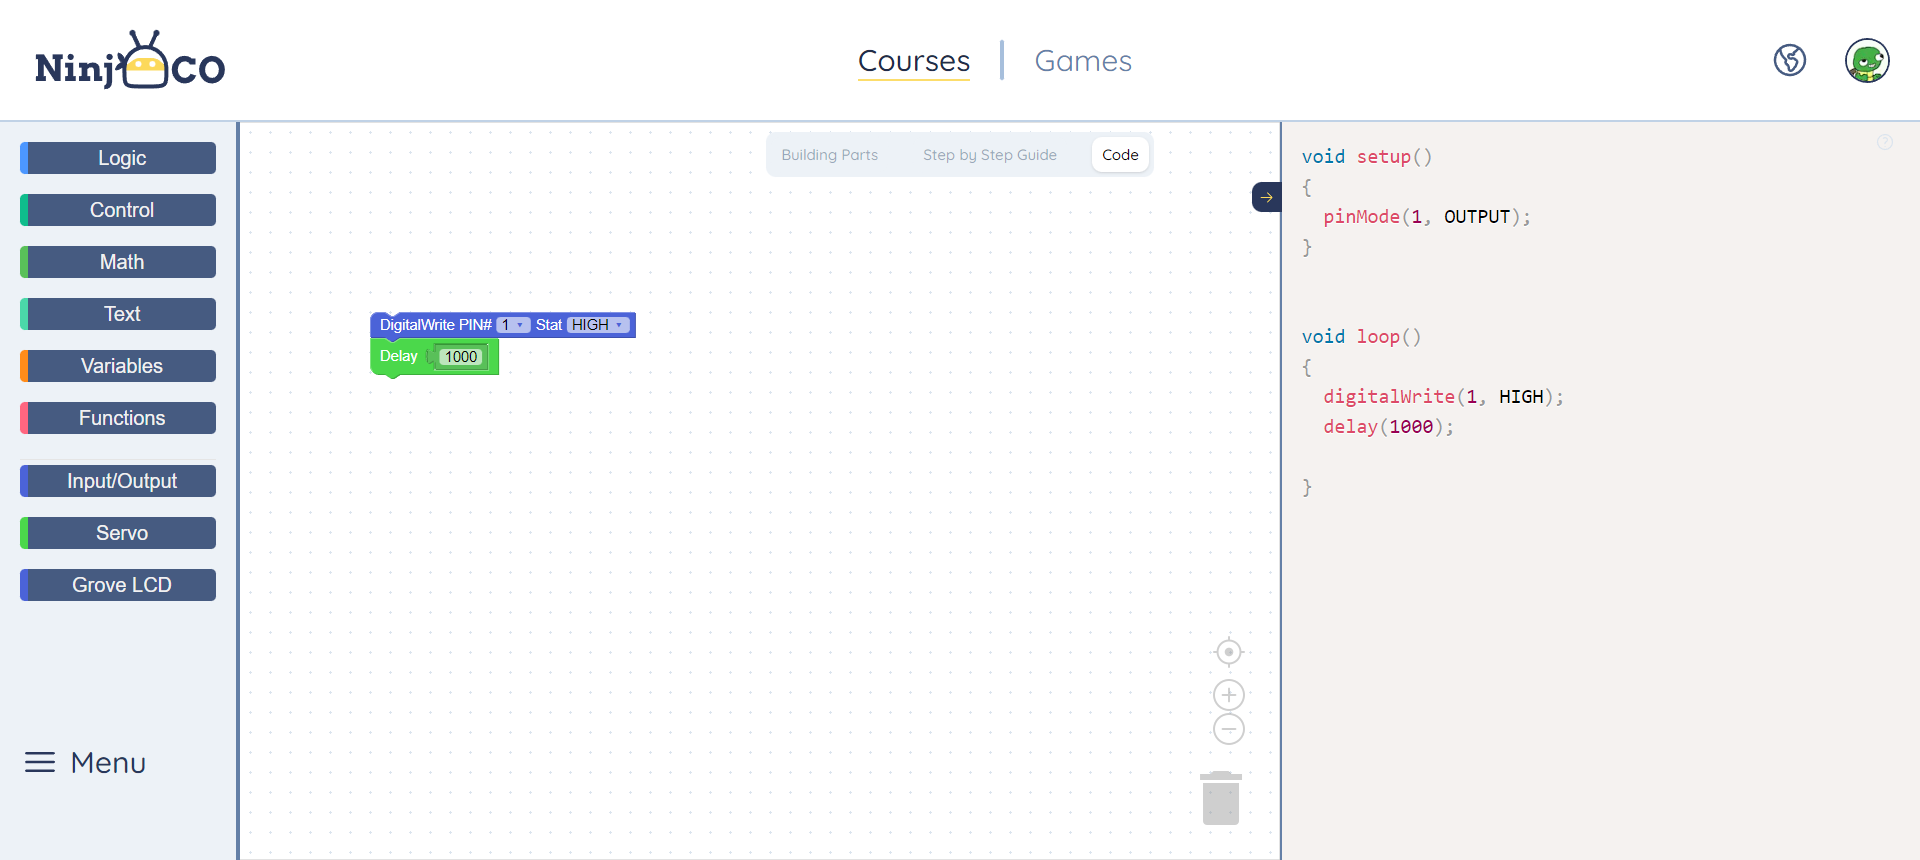 Ninj CO
Courses
Games
Logic
Control
Math
Text
Variables
Functions
Input/Output
Servo
Grove LCD
Menu
Building Parts
Step by Step Guide
Code
DigitalWrite PIN# 1 Stat HIGH
Delay 1000
void setup()
{
pinMode(1, OUTPUT);
}
void loop()
{
digitalWrite(1, HIGH);
delay(1000);
}